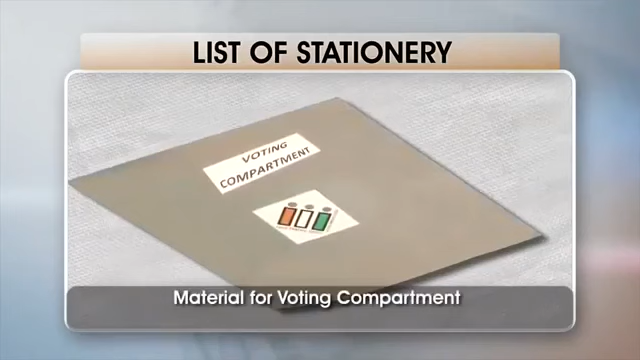 LIST OF STATIONERY
VOTING
COMPARTMENT
Material for Voting Compartment